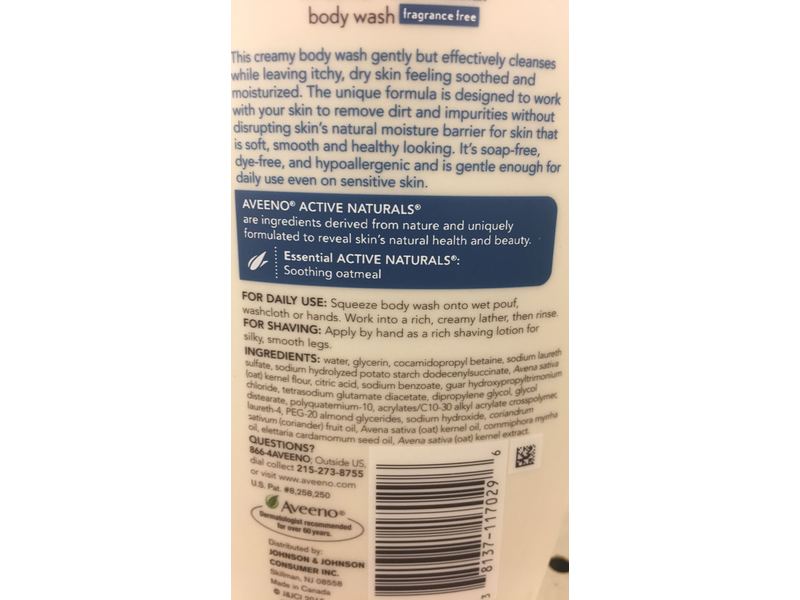 body wash fragrance free
This creamy body wash gently but effectively cleanses
while leaving itchy, dry skin feeling soothed and
moisturized. The unique formula is designed to work
with your skin to remove dirt and impurities without
disrupting skin's natural moisture barrier for skin that
is soft, smooth and healthy looking. It's soap-free,
dye-free, and hypoallergenic and is gentle enough for
daily use even on sensitive skin.
AVEENO® ACTIVE NATURALS®
are ingredients derived from nature and uniquely
formulated to reveal skin's natural health and beauty.
Essential ACTIVE NATURALS®:
Soothing oatmeal
FOR DAILY USE: Squeeze body wash onto wet pouf,
washcloth or hands. Work into a rich, creamy lather, then rinse.
FOR SHAVING: Apply by hand as a rich shaving lotion for
silky, smooth legs.
INGREDIENTS: water, glycerin, cocamidopropyl betaine, sodium laureth
sulfate, sodium hydrolyzed potato starch dodecenylsuccinate, Avena sativa
(oat) kernel flour, citric acid, sodium benzoate, guar hydroxypropyltrimonium
chloride, tetrasodium glutamate diacetate, dipropylene glycol, glycol
distearate, polyquaternium-10, acrylates/C10-30 alkyl acrylate crosspolymer,
laureth-4, PEG-20 almond glycerides, sodium hydroxide, coriandrum
sativum (coriander) fruit oil, Avena sativa (oat) kernel oil, commiphora myrrha
oil, elettaria cardamomum seed oil, Avena sativa (oat) kernel extract.
QUESTIONS?
866-4AVEENO; Outside US,
dial collect 215-273-8755
or visit www.aveeno.com
U.S. Pat. #8,258,250
Aveeno®
Dermatologist recommended
for over 60 years.
Distributed by:
JOHNSON & JOHNSON
CONSUMER INC.
Skillman, NJ 08558
Made in Canada
© J&JCI
3 8137-117029 6